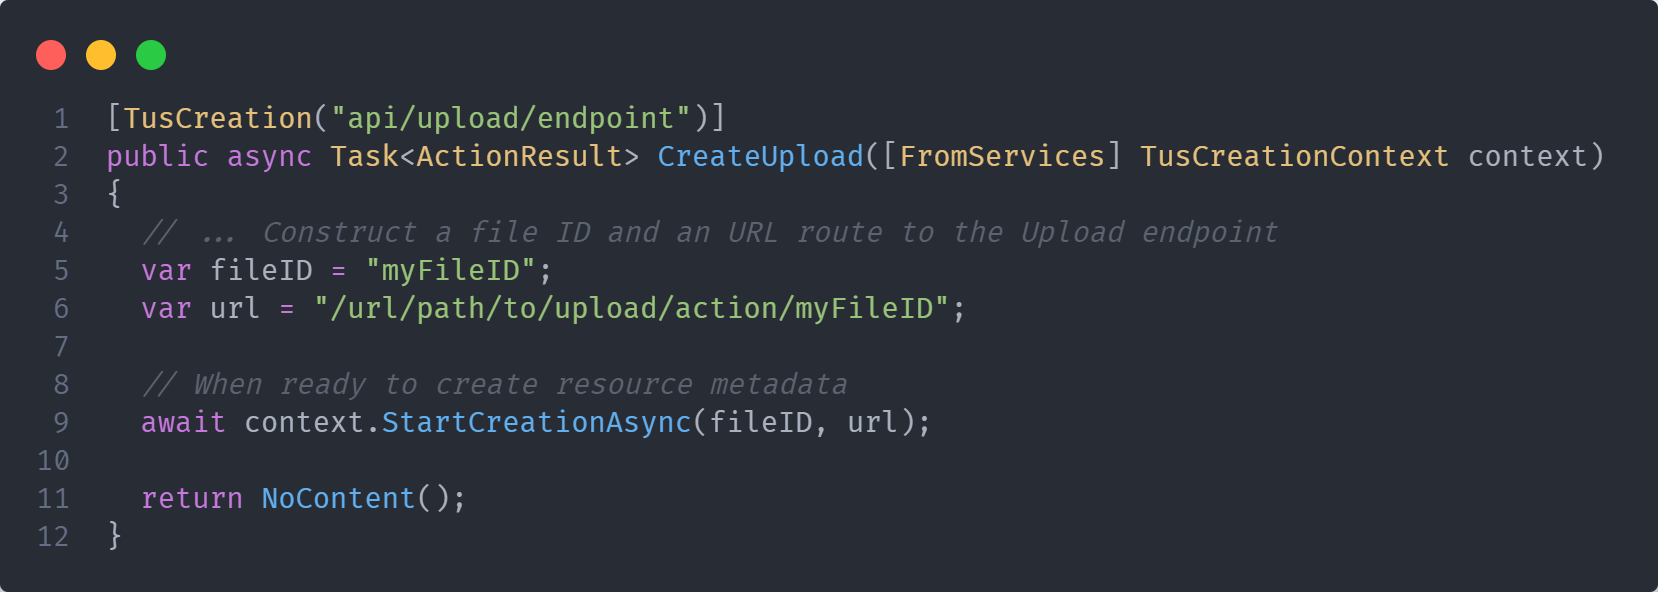 1 [TusCreation("api/upload/endpoint")]
2 public async Task<ActionResult> CreateUpload([FromServices] TusCreationContext context)
3 {
4   // ... Construct a file ID and an URL route to the Upload endpoint
5   var fileID = "myFileID";
6   var url = "/url/path/to/upload/action/myFileID";
7
8   // When ready to create resource metadata
9   await context.StartCreationAsync(fileID, url);
10
11   return NoContent();
12 }